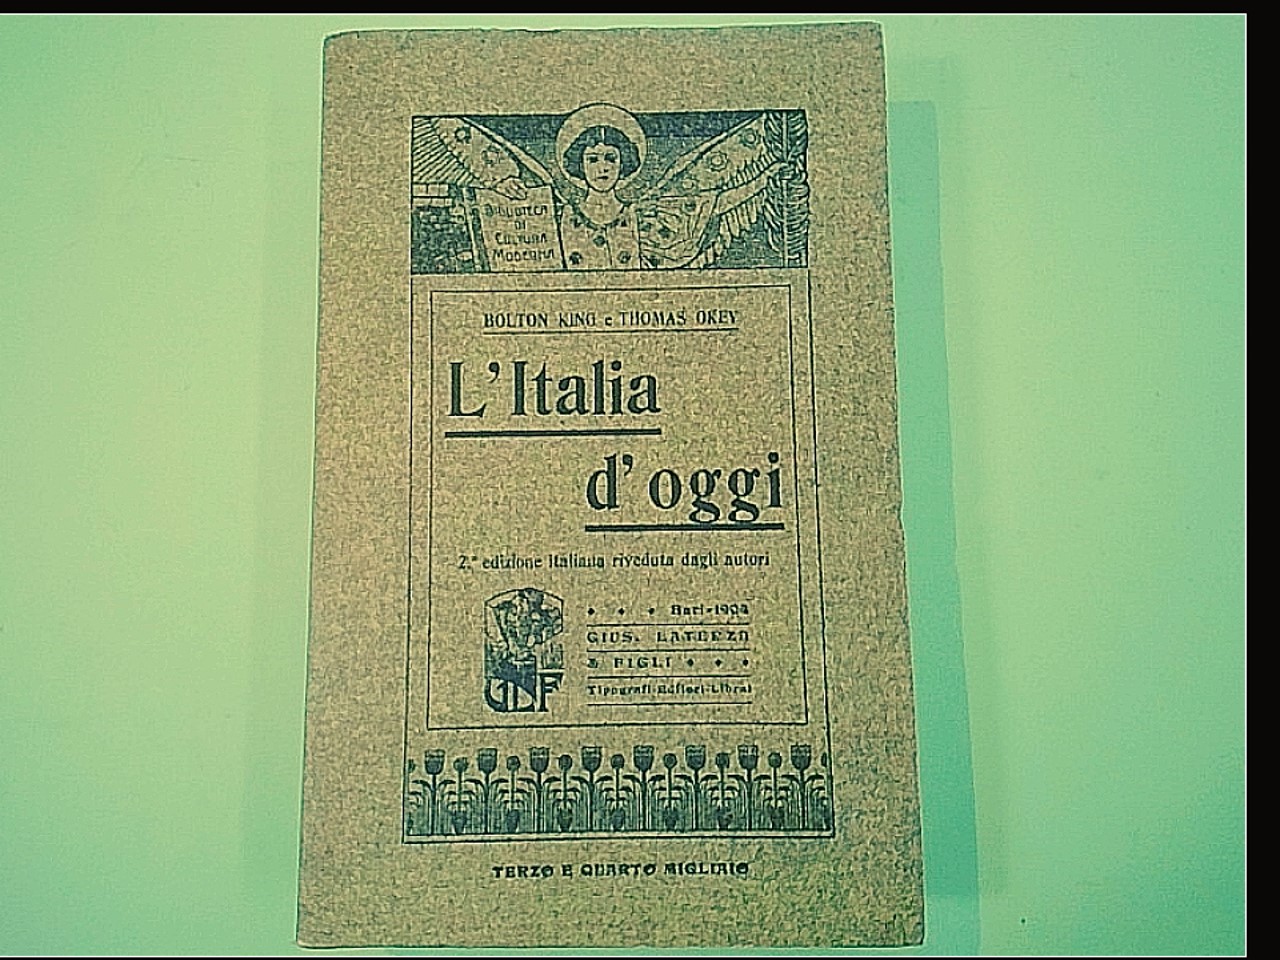 BIBLIOTECA
DI
CULTURA
MODERNA
BOLTON KING e THOMAS OKEY
L'Italia
d'oggi
2.ª edizione italiana riveduta dagli autori
Bari-1904
GIUS. LATERZA
& FIGLI
Tipografi-Editori-Librai
GLF
TERZO E QUARTO MIGLIAIO